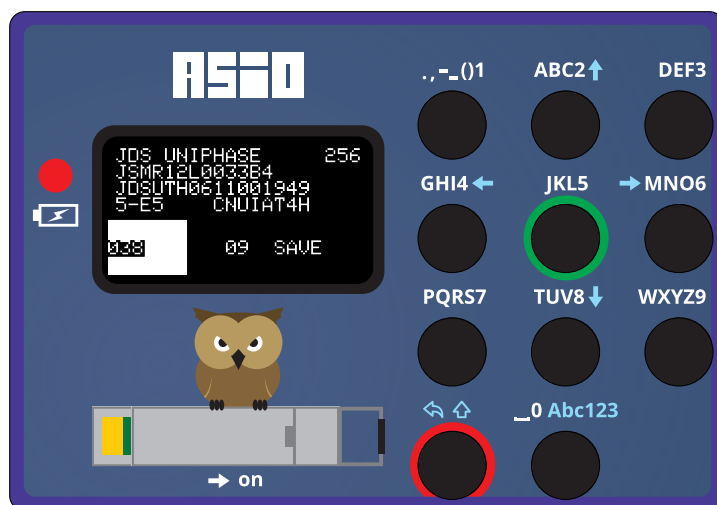 ASiO
JDS UNIPHASE 256
JSMR12L0033B4
JDSUTH0611001949
5-E5 CNUIAT4H
038 09 SAVE
.,-_()1 ABC2 DEF3
GHI4 JKL5 MNO6
PQRS7 TUV8 WXYZ9
⎵0 Abc123
on